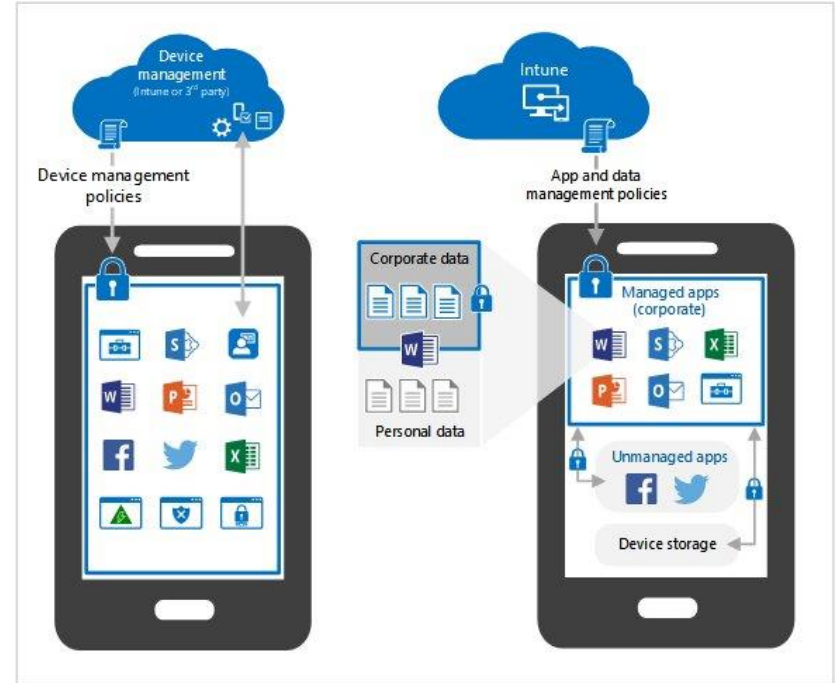 Device
management
(Intune or 3rd party)
Device management
policies
Intune
App and data
management policies
Corporate data
W
Personal data
Managed apps
(corporate)
W
S
X
P
O
Unmanaged apps
f
Device storage
S
W
P
O
f
X